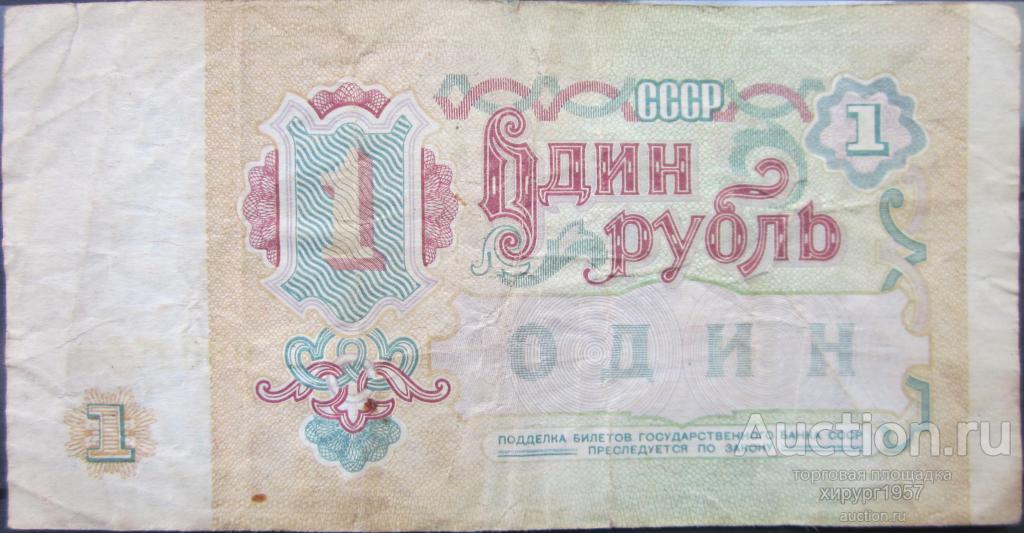 СССР
1
Один
рубль
1
ОДИН
1
ПОДДЕЛКА БИЛЕТОВ ГОСУДАРСТВЕННОГО БАНКА СССР
ПРЕСЛЕДУЕТСЯ ПО ЗАКОНУ
Auction.ru
торговая площадка
хирург1957
auction.ru